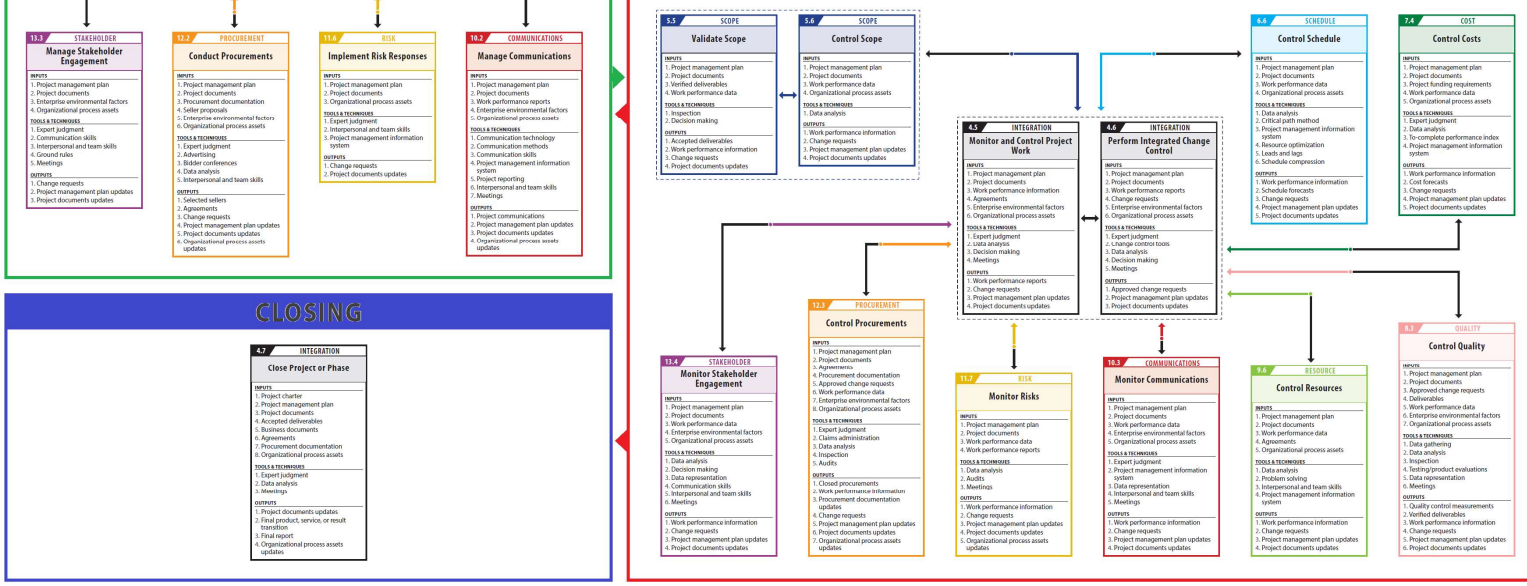 13.3 STAKEHOLDER
Manage Stakeholder
Engagement
INPUTS
1. Project management plan
2. Project documents
3. Enterprise environmental factors
4. Organizational process assets
TOOLS & TECHNIQUES
1. Expert judgment
2. Communication skills
3. Interpersonal and team skills
4. Ground rules
5. Meetings
OUTPUTS
1. Change requests
2. Project management plan updates
3. Project documents updates
12.2 PROCUREMENT
Conduct Procurements
INPUTS
1. Project management plan
2. Project documents
3. Procurement documentation
4. Seller proposals
5. Enterprise environmental factors
6. Organizational process assets
TOOLS & TECHNIQUES
1. Expert judgment
2. Advertising
3. Bidder conferences
4. Data analysis
5. Interpersonal and team skills
OUTPUTS
1. Selected sellers
2. Agreements
3. Change requests
4. Project management plan updates
5. Project documents updates
6. Organizational process assets
updates
11.6 RISK
Implement Risk Responses
INPUTS
1. Project management plan
2. Project documents
3. Organizational process assets
TOOLS & TECHNIQUES
1. Expert judgment
2. Interpersonal and team skills
3. Project management information
system
OUTPUTS
1. Change requests
2. Project documents updates
10.2 COMMUNICATIONS
Manage Communications
INPUTS
1. Project management plan
2. Project documents
3. Work performance reports
4. Enterprise environmental factors
5. Organizational process assets
TOOLS & TECHNIQUES
1. Communication technology
2. Communication methods
3. Communication skills
4. Project management information
system
5. Project reporting
6. Interpersonal and team skills
7. Meetings
OUTPUTS
1. Project communications
2. Project management plan updates
3. Project documents updates
4. Organizational process assets
updates
CLOSING
4.7 INTEGRATION
Close Project or Phase
INPUTS
1. Project charter
2. Project management plan
3. Project documents
4. Accepted deliverables
5. Business documents
6. Agreements
7. Procurement documentation
8. Organizational process assets
TOOLS & TECHNIQUES
1. Expert judgment
2. Data analysis
3. Meetings
OUTPUTS
1. Project documents updates
2. Final product, service, or result
transition
3. Final report
4. Organizational process assets
updates
5.5 SCOPE
Validate Scope
INPUTS
1. Project management plan
2. Project documents
3. Verified deliverables
4. Work performance data
TOOLS & TECHNIQUES
1. Inspection
2. Decision making
OUTPUTS
1. Accepted deliverables
2. Work performance information
3. Change requests
4. Project documents updates
5.6 SCOPE
Control Scope
INPUTS
1. Project management plan
2. Project documents
3. Work performance data
4. Organizational process assets
TOOLS & TECHNIQUES
1. Data analysis
OUTPUTS
1. Work performance information
2. Change requests
3. Project management plan updates
4. Project documents updates
4.5 INTEGRATION
Monitor and Control Project
Work
INPUTS
1. Project management plan
2. Project documents
3. Work performance information
4. Agreements
5. Enterprise environmental factors
6. Organizational process assets
TOOLS & TECHNIQUES
1. Expert judgment
2. Data analysis
3. Decision making
4. Meetings
OUTPUTS
1. Work performance reports
2. Change requests
3. Project management plan updates
4. Project documents updates
4.6 INTEGRATION
Perform Integrated Change
Control
INPUTS
1. Project management plan
2. Project documents
3. Work performance reports
4. Change requests
5. Enterprise environmental factors
6. Organizational process assets
TOOLS & TECHNIQUES
1. Expert judgment
2. Change control tools
3. Data analysis
4. Decision making
5. Meetings
OUTPUTS
1. Approved change requests
2. Project management plan updates
3. Project documents updates
6.6 SCHEDULE
Control Schedule
INPUTS
1. Project management plan
2. Project documents
3. Work performance data
4. Organizational process assets
TOOLS & TECHNIQUES
1. Data analysis
2. Critical path method
3. Project management information
system
4. Resource optimization
5. Leads and lags
6. Schedule compression
OUTPUTS
1. Work performance information
2. Schedule forecasts
3. Change requests
4. Project management plan updates
5. Project documents updates
7.4 COST
Control Costs
INPUTS
1. Project management plan
2. Project documents
3. Project funding requirements
4. Work performance data
5. Organizational process assets
TOOLS & TECHNIQUES
1. Expert judgment
2. Data analysis
3. To-complete performance index
4. Project management information
system
OUTPUTS
1. Work performance information
2. Cost forecasts
3. Change requests
4. Project management plan updates
5. Project documents updates
13.4 STAKEHOLDER
Monitor Stakeholder
Engagement
INPUTS
1. Project management plan
2. Project documents
3. Work performance data
4. Enterprise environmental factors
5. Organizational process assets
TOOLS & TECHNIQUES
1. Data analysis
2. Decision making
3. Data representation
4. Communication skills
5. Interpersonal and team skills
6. Meetings
OUTPUTS
1. Work performance information
2. Change requests
3. Project management plan updates
4. Project documents updates
12.3 PROCUREMENT
Control Procurements
INPUTS
1. Project management plan
2. Project documents
3. Agreements
4. Procurement documentation
5. Approved change requests
6. Work performance data
7. Enterprise environmental factors
8. Organizational process assets
TOOLS & TECHNIQUES
1. Expert judgment
2. Claims administration
3. Data analysis
4. Inspection
5. Audits
OUTPUTS
1. Closed procurements
2. Work performance information
3. Procurement documentation
updates
4. Change requests
5. Project management plan updates
6. Project documents updates
7. Organizational process assets
updates
11.7 RISK
Monitor Risks
INPUTS
1. Project management plan
2. Project documents
3. Work performance data
4. Work performance reports
TOOLS & TECHNIQUES
1. Data analysis
2. Audits
3. Meetings
OUTPUTS
1. Work performance information
2. Change requests
3. Project management plan updates
4. Project documents updates
5. Organizational process assets
updates
10.3 COMMUNICATIONS
Monitor Communications
INPUTS
1. Project management plan
2. Project documents
3. Work performance data
4. Enterprise environmental factors
5. Organizational process assets
TOOLS & TECHNIQUES
1. Expert judgment
2. Project management information
system
3. Data representation
4. Interpersonal and team skills
5. Meetings
OUTPUTS
1. Work performance information
2. Change requests
3. Project management plan updates
4. Project documents updates
9.6 RESOURCE
Control Resources
INPUTS
1. Project management plan
2. Project documents
3. Work performance data
4. Agreements
5. Organizational process assets
TOOLS & TECHNIQUES
1. Data analysis
2. Problem solving
3. Interpersonal and team skills
4. Project management information
system
OUTPUTS
1. Work performance information
2. Change requests
3. Project management plan updates
4. Project documents updates
8.3 QUALITY
Control Quality
INPUTS
1. Project management plan
2. Project documents
3. Approved change requests
4. Deliverables
5. Work performance data
6. Enterprise environmental factors
7. Organizational process assets
TOOLS & TECHNIQUES
1. Data gathering
2. Data analysis
3. Inspection
4. Testing/product evaluations
5. Data representation
6. Meetings
OUTPUTS
1. Quality control measurements
2. Verified deliverables
3. Work performance information
4. Change requests
5. Project management plan updates
6. Project documents updates